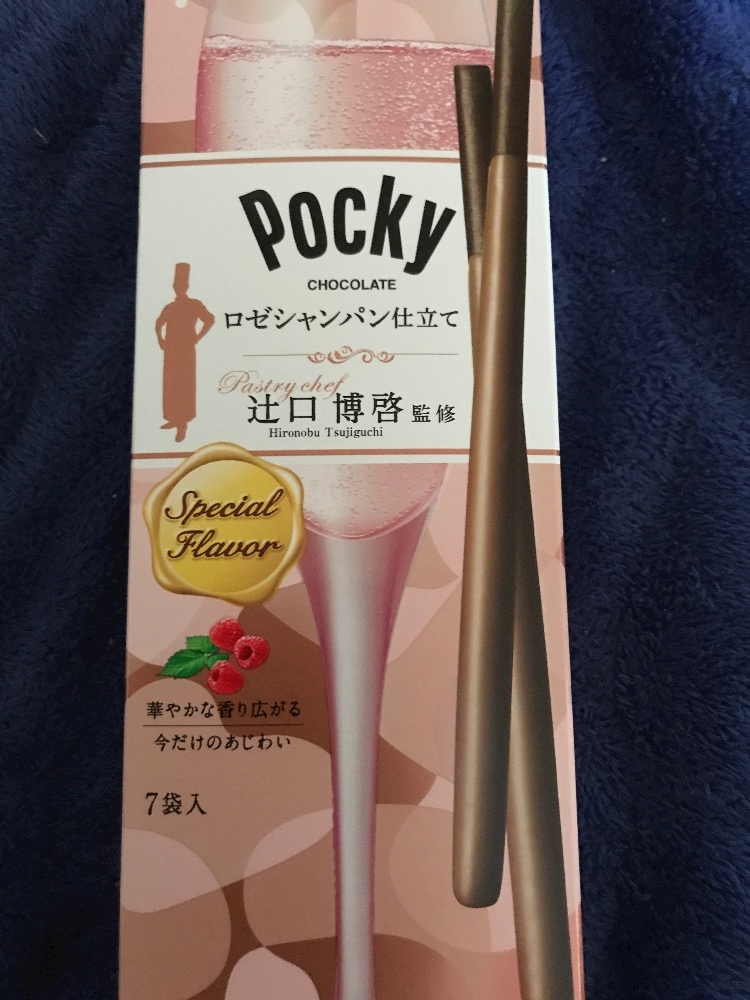 Pocky
CHOCOLATE
ロゼシャンパン仕立て
Pastry chef
辻口 博啓 監修
Hironobu Tsujiguchi
Special
Flavor
華やかな香り広がる
今だけのあじわい
7袋入